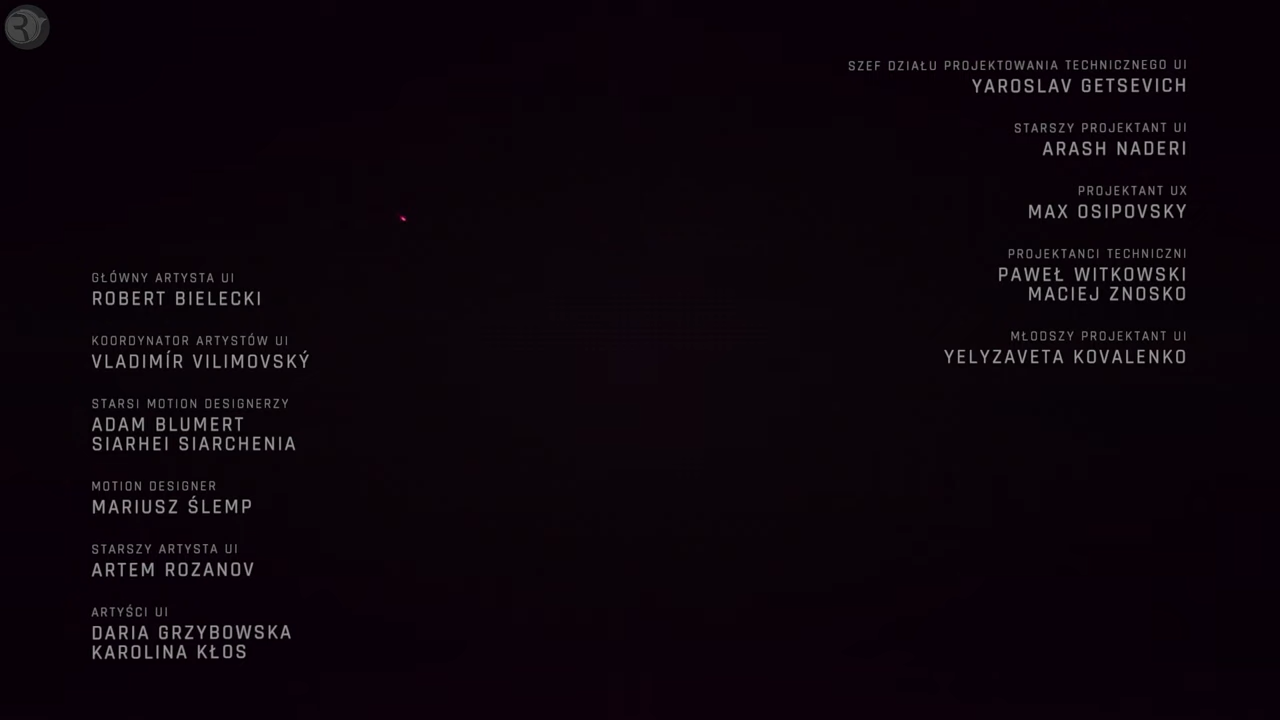 GŁÓWNY ARTYSTA UI
ROBERT BIELECKI
KOORDYNATOR ARTYSTÓW UI
VLADIMÍR VILIMOVSKÝ
STARSI MOTION DESIGNERZY
ADAM BLUMERT
SIARHEI SIARCHENIA
MOTION DESIGNER
MARIUSZ ŚLEMP
STARSZY ARTYSTA UI
ARTEM ROZANOV
ARTYŚCI UI
DARIA GRZYBOWSKA
KAROLINA KŁOS
SZEF DZIAŁU PROJEKTOWANIA TECHNICZNEGO UI
YAROSLAV GETSEVICH
STARSZY PROJEKTANT UI
ARASH NADERI
PROJEKTANT UX
MAX OSIPOVSKY
PROJEKTANCI TECHNICZNI
PAWEŁ WITKOWSKI
MACIEJ ZNOSKO
MŁODSZY PROJEKTANT UI
YELYZAVETA KOVALENKO